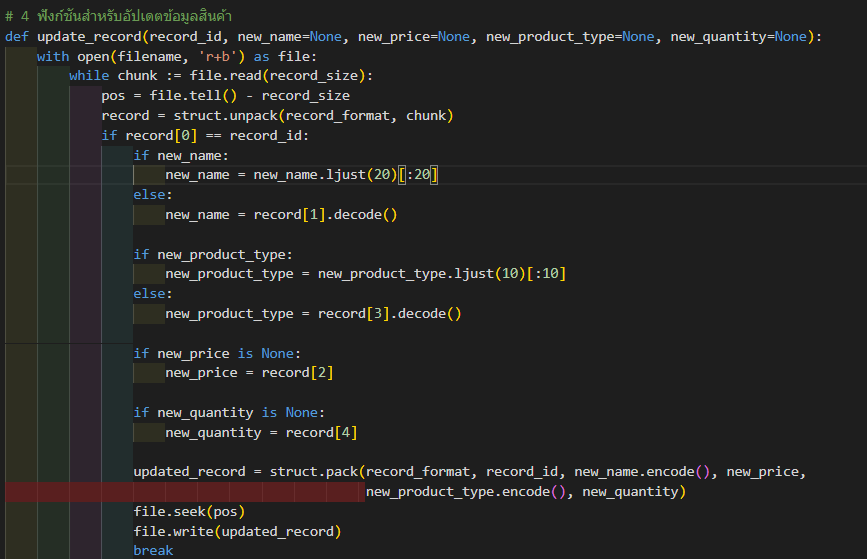 # 4 ฟังก์ชันสำหรับอัปเดตข้อมูลสินค้า
def update_record(record_id, new_name=None, new_price=None, new_product_type=None, new_quantity=None):
    with open(filename, 'r+b') as file:
        while chunk := file.read(record_size):
            pos = file.tell() - record_size
            record = struct.unpack(record_format, chunk)
            if record[0] == record_id:
                if new_name:
                    new_name = new_name.ljust(20)[:20]
                else:
                    new_name = record[1].decode()

                if new_product_type:
                    new_product_type = new_product_type.ljust(10)[:10]
                else:
                    new_product_type = record[3].decode()

                if new_price is None:
                    new_price = record[2]

                if new_quantity is None:
                    new_quantity = record[4]

                updated_record = struct.pack(record_format, record_id, new_name.encode(), new_price,
                                             new_product_type.encode(), new_quantity)
                file.seek(pos)
                file.write(updated_record)
                break